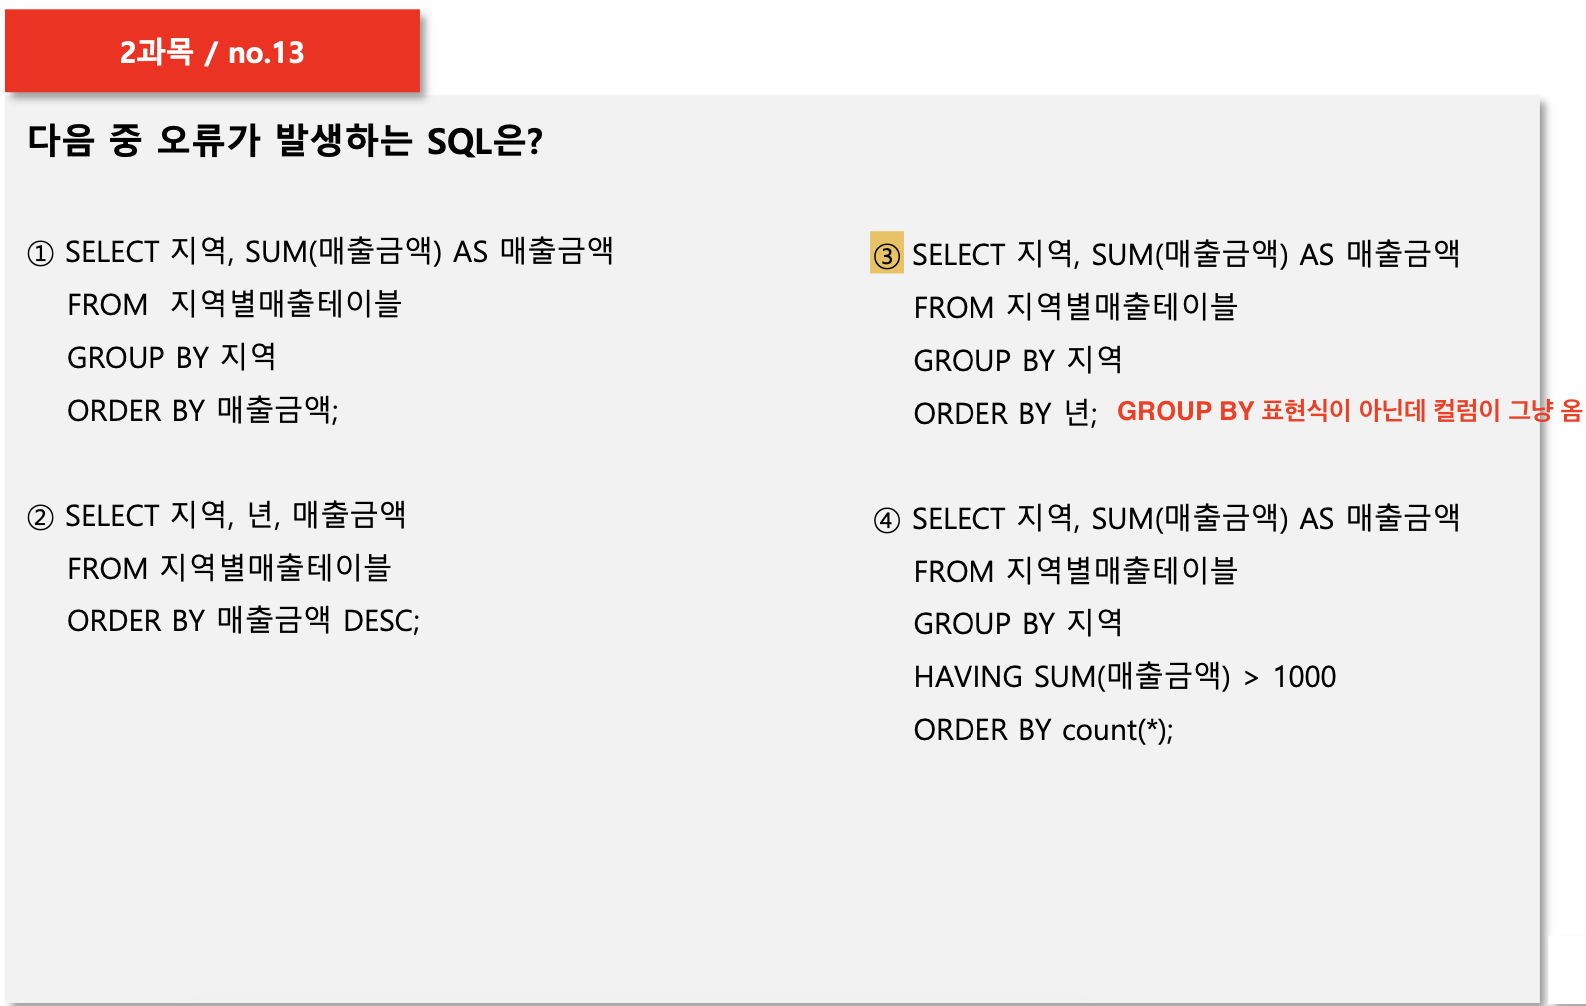 2과목 / no.13
다음 중 오류가 발생하는 SQL은?
① SELECT 지역, SUM(매출금액) AS 매출금액
FROM 지역별매출테이블
GROUP BY 지역
ORDER BY 매출금액;
② SELECT 지역, 년, 매출금액
FROM 지역별매출테이블
ORDER BY 매출금액 DESC;
③ SELECT 지역, SUM(매출금액) AS 매출금액
FROM 지역별매출테이블
GROUP BY 지역
ORDER BY 년; GROUP BY 표현식이 아닌데 컬럼이 그냥 옴
④ SELECT 지역, SUM(매출금액) AS 매출금액
FROM 지역별매출테이블
GROUP BY 지역
HAVING SUM(매출금액) > 1000
ORDER BY count(*);